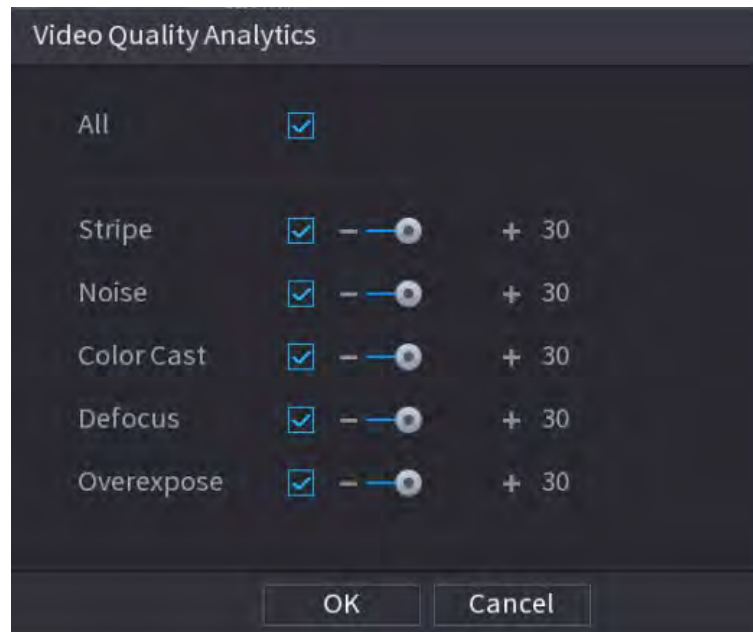 Video Quality Analytics
All
Stripe 30
Noise 30
Color Cast 30
Defocus 30
Overexpose 30
OK Cancel